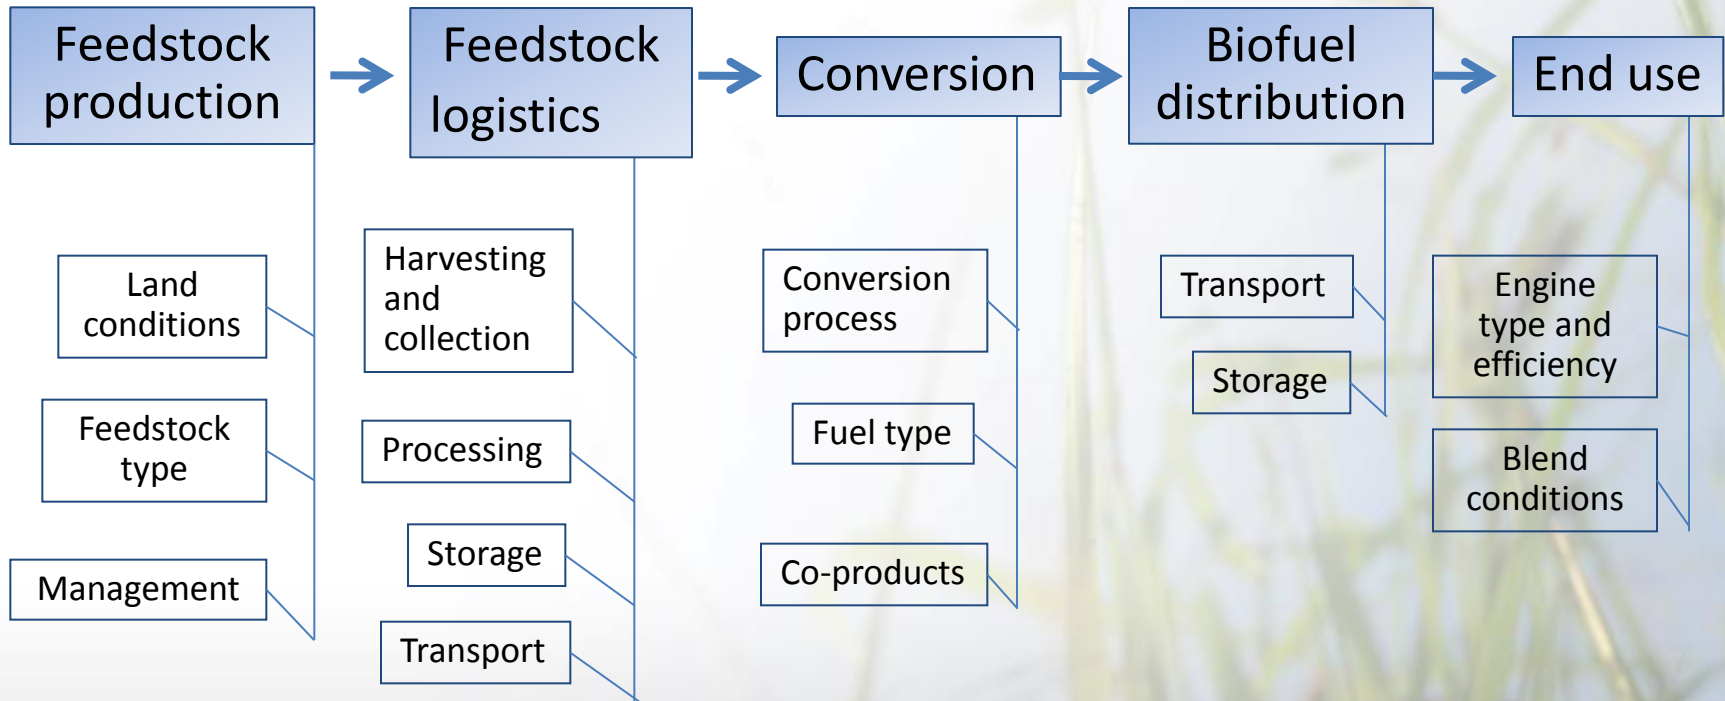 Feedstock
production
Feedstock
logistics
Conversion
Biofuel
distribution
End use
Land
conditions
Feedstock
type
Management
Harvesting
and
collection
Processing
Storage
Transport
Conversion
process
Fuel type
Co-products
Transport
Storage
Engine
type and
efficiency
Blend
conditions